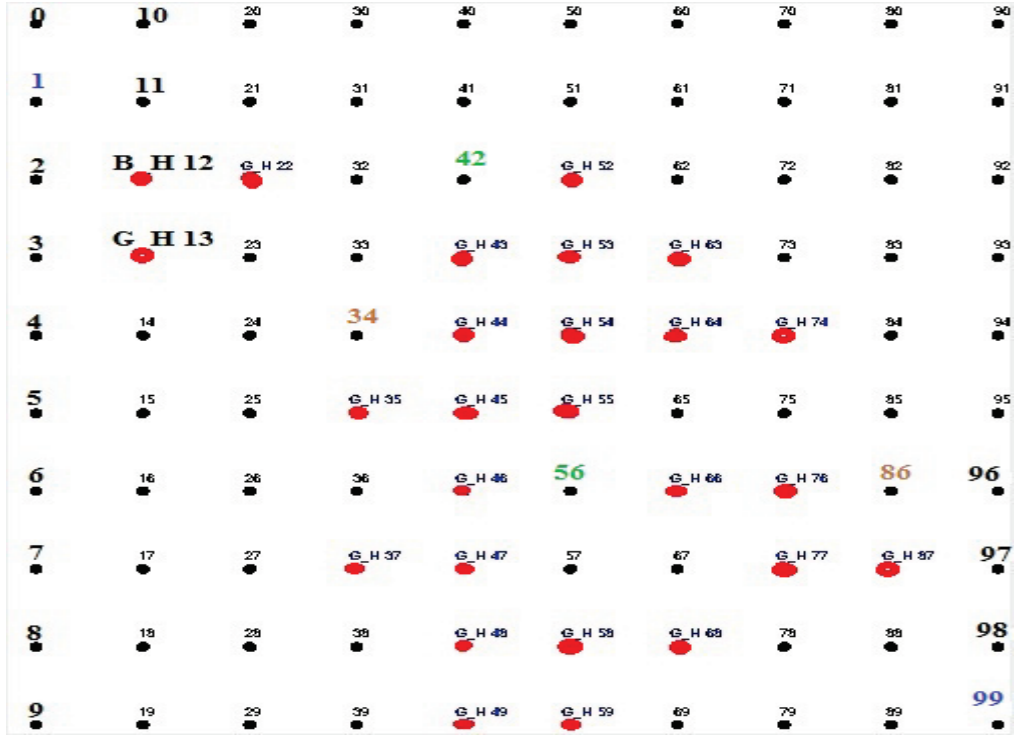 0 10 20 30 40 50 60 70 80 90
1 11 21 31 41 51 61 71 81 91
2 B_H 12 G_H 22 32 42 G_H 52 62 72 82 92
3 G_H 13 23 33 G_H 43 G_H 53 G_H 63 73 83 93
4 14 24 34 G_H 44 G_H 54 G_H 64 G_H 74 84 94
5 15 25 G_H 35 G_H 45 G_H 55 65 75 85 95
6 16 26 36 G_H 46 56 G_H 66 G_H 76 86 96
7 17 27 G_H 37 G_H 47 57 67 G_H 77 G_H 87 97
8 18 28 38 G_H 48 G_H 58 G_H 68 78 88 98
9 19 29 39 G_H 49 G_H 59 69 79 89 99